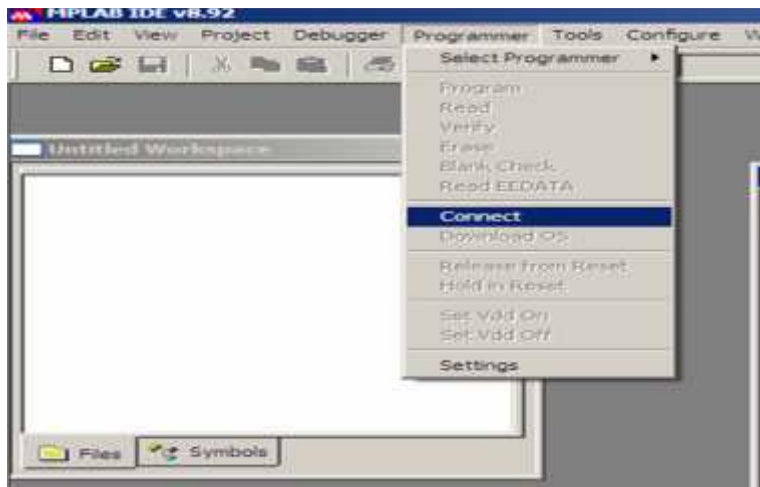 MPLAB IDE v8.92
File Edit View Project Debugger Programmer Tools Configure
Select Programmer
Program
Read
Verify
Erase
Blank Check
Read EEDATA
Connect
Download OS
Release from Reset
Hold in Reset
Set Vdd On
Set Vdd Off
Settings
Untitled Workspace
Files Symbols